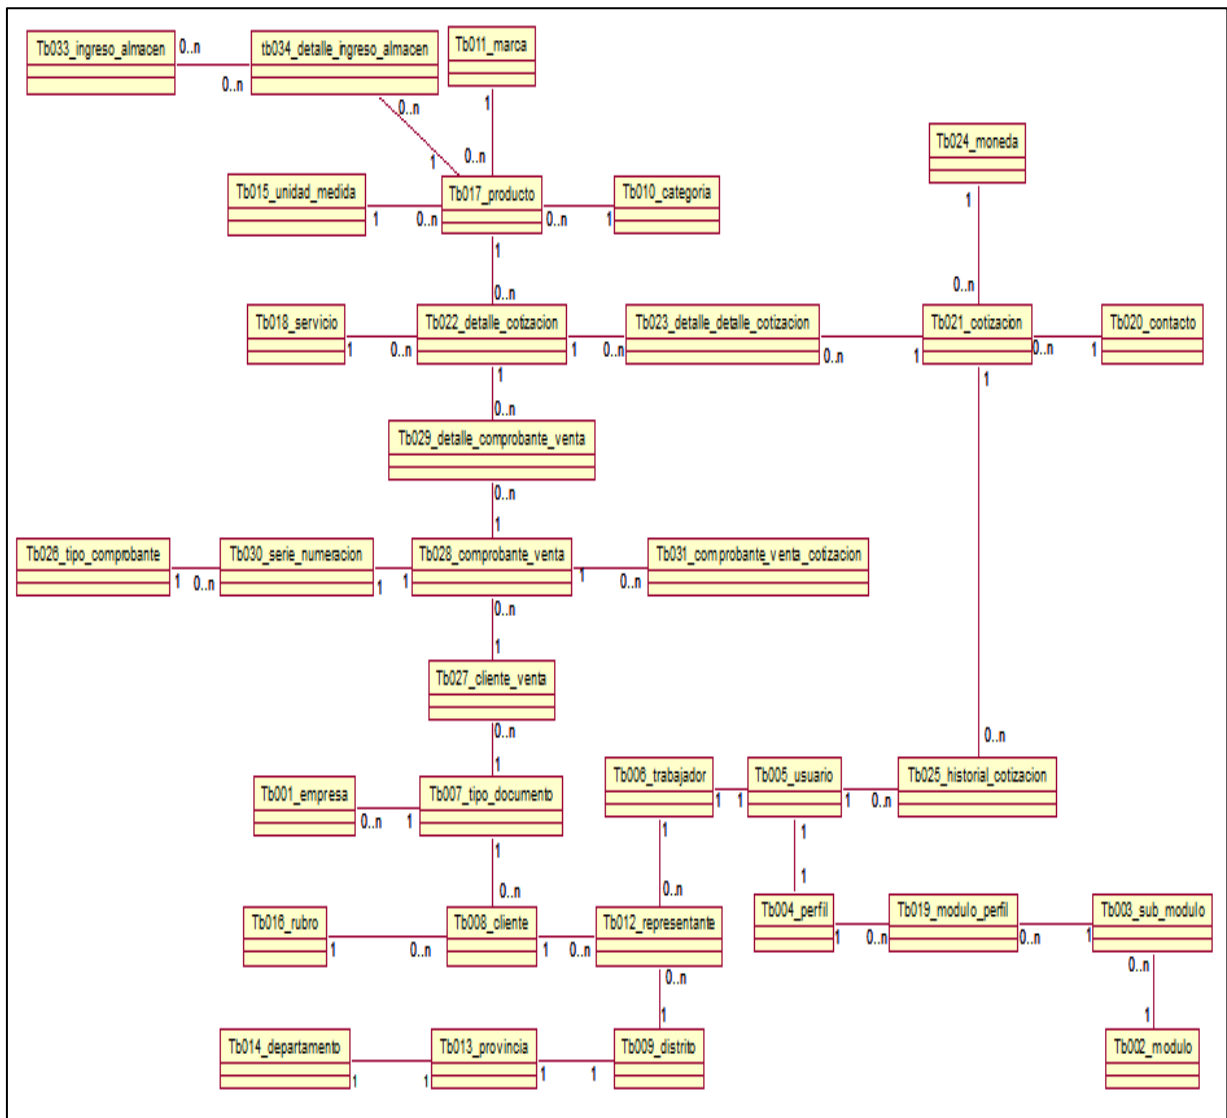 Tb033_ingreso_almacen
0..n
0..n
tb034_detalle_ingreso_almacen
Tb011_marca
0..n
1
1
0..n
Tb024_moneda
1
0..n
Tb015_unidad_medida
1
0..n
Tb017_producto
0..n
1
Tb010_categoria
1
0..n
Tb018_servicio
1
0..n
Tb022_detalle_cotizacion
1
0..n
Tb023_detalle_detalle_cotizacion
0..n
1
Tb021_cotizacion
0..n
1
Tb020_contacto
1
0..n
1
Tb029_detalle_comprobante_venta
0..n
1
Tb026_tipo_comprobante
1
0..n
Tb030_serie_numeracion
1
1
Tb028_comprobante_venta
1
0..n
Tb031_comprobante_venta_cotizacion
0..n
1
Tb027_cliente_venta
0..n
1
0..n
Tb001_empresa
0..n
1
Tb007_tipo_documento
Tb006_trabajador
1
1
Tb005_usuario
1
0..n
Tb025_historial_cotizacion
1
0..n
1
0..n
1
1
Tb016_rubro
1
0..n
Tb008_cliente
1
0..n
Tb012_representante
Tb004_perfil
1
0..n
Tb019_modulo_perfil
0..n
1
Tb003_sub_modulo
0..n
1
0..n
1
Tb014_departamento
1
1
Tb013_provincia
1
1
Tb009_distrito
Tb002_modulo